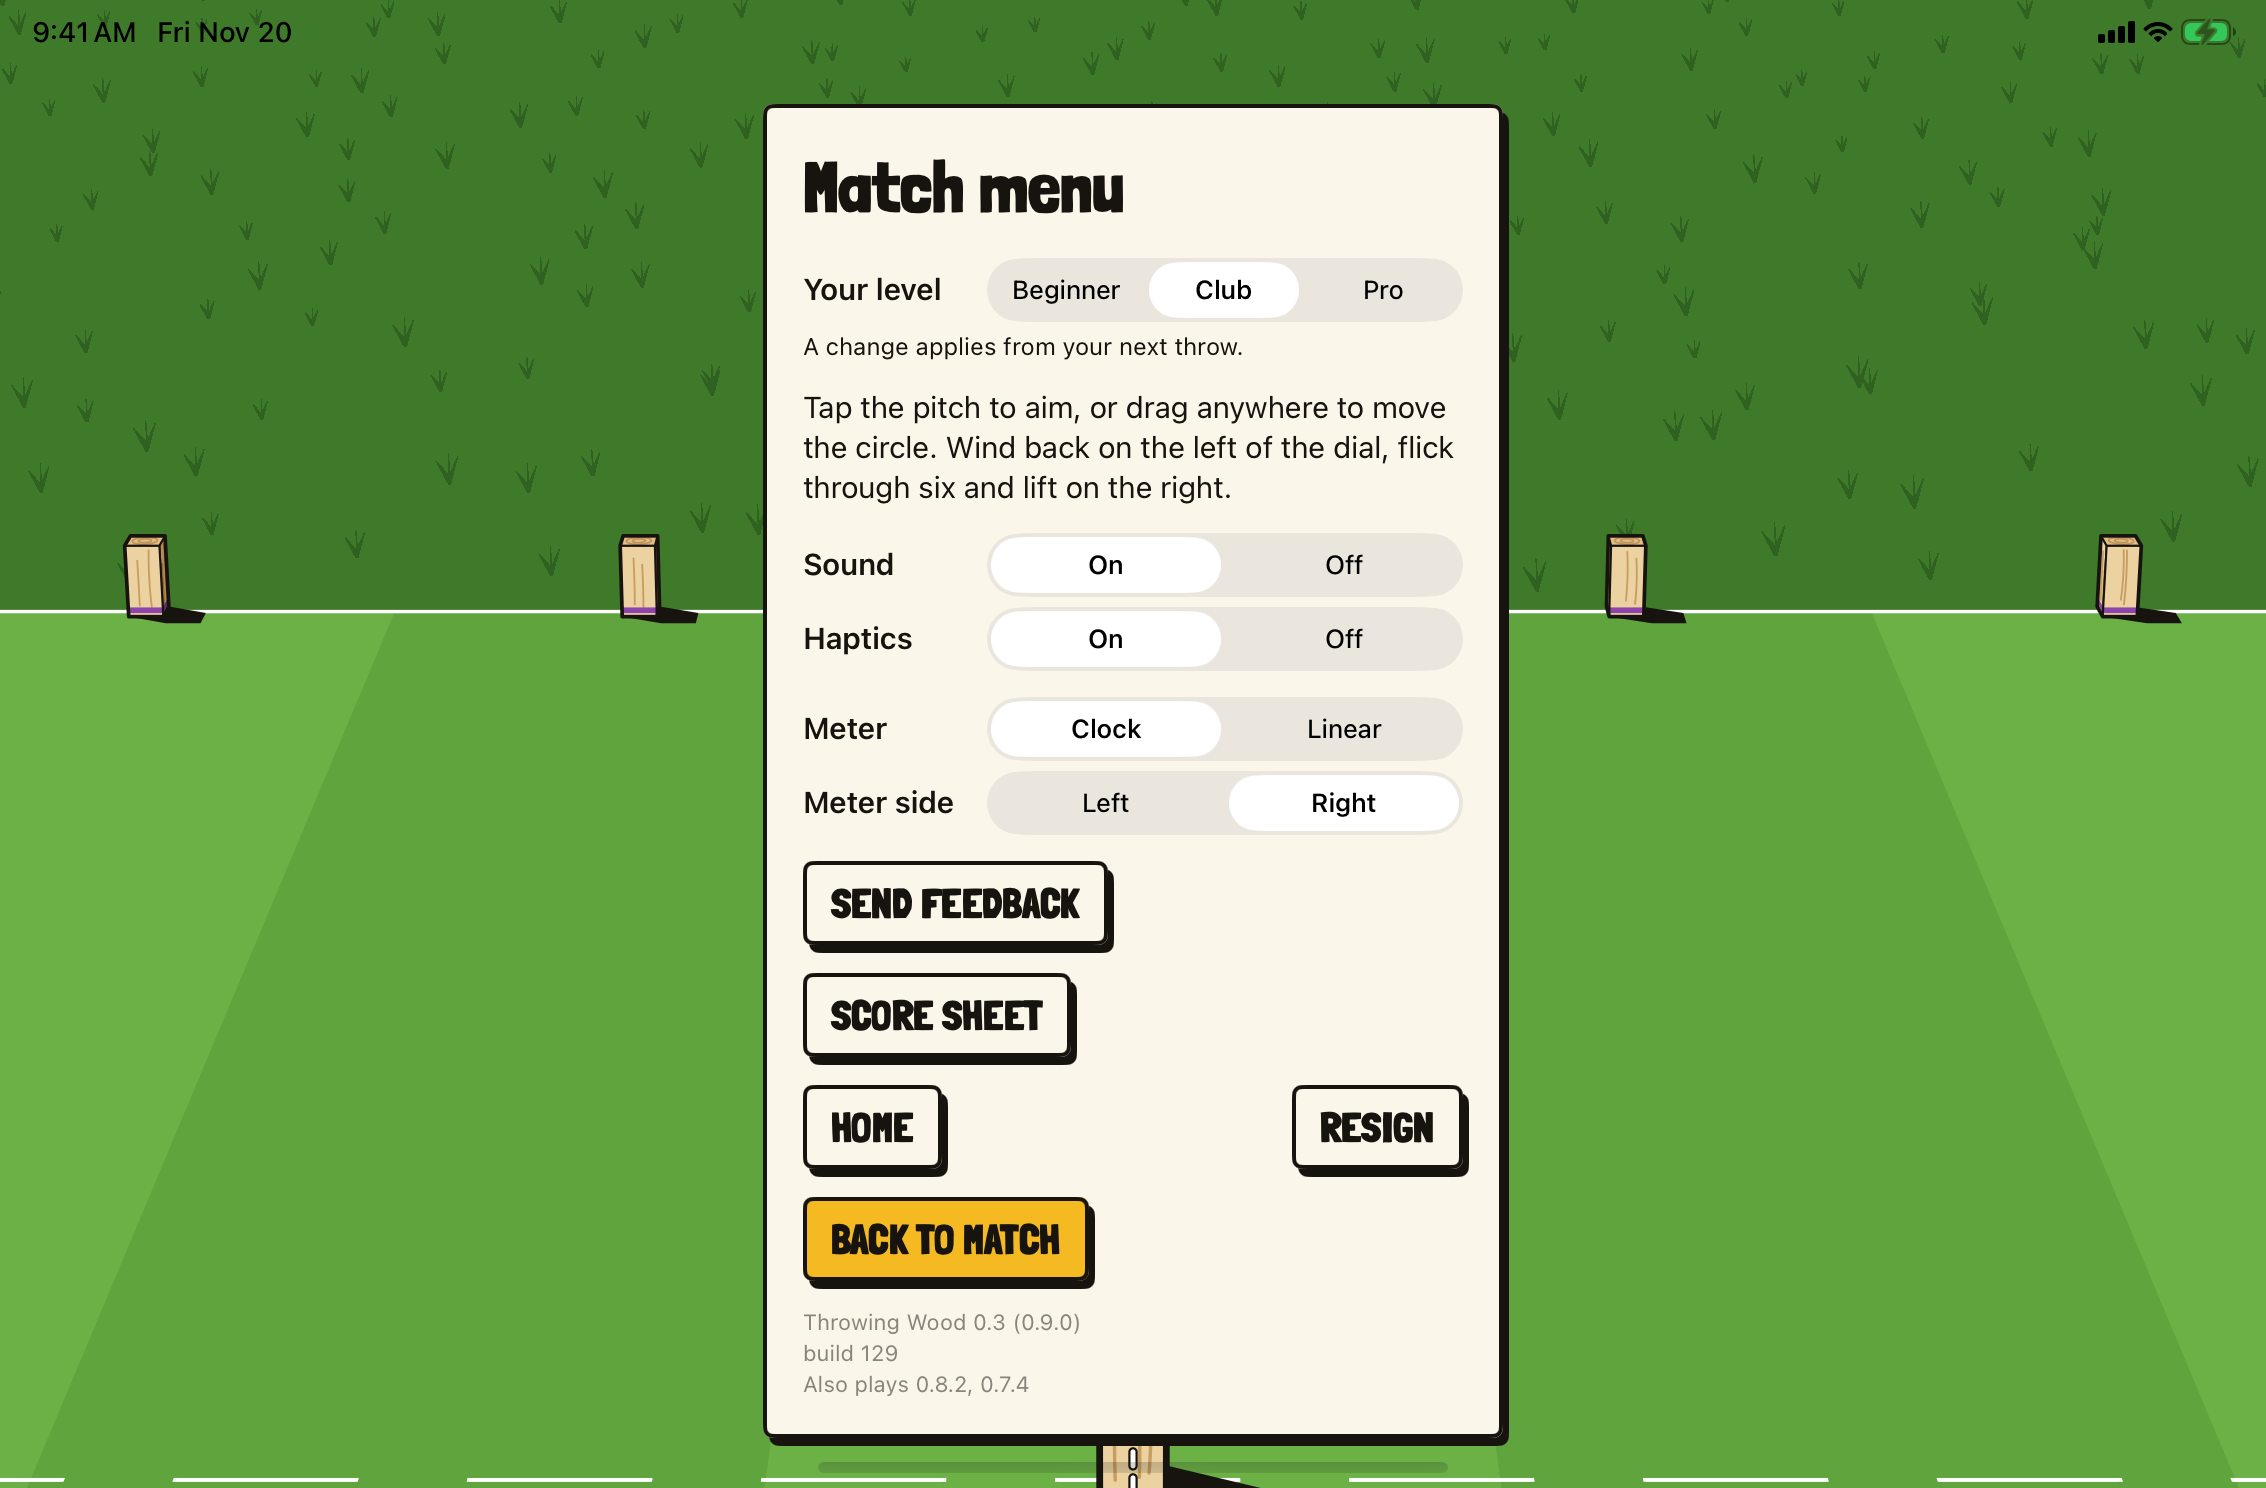 9:41 AM Fri Nov 20
Match menu
Your level Beginner Club Pro
A change applies from your next throw.
Tap the pitch to aim, or drag anywhere to move
the circle. Wind back on the left of the dial, flick
through six and lift on the right.
Sound On Off
Haptics On Off
Meter Clock Linear
Meter side Left Right
SEND FEEDBACK
SCORE SHEET
HOME RESIGN
BACK TO MATCH
Throwing Wood 0.3 (0.9.0)
build 129
Also plays 0.8.2, 0.7.4